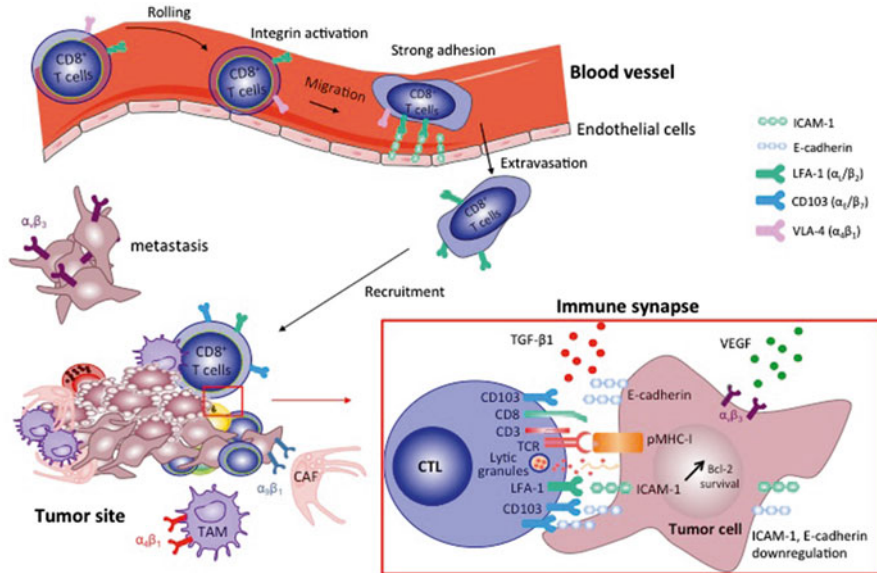 Rolling
Integrin activation
Strong adhesion
CD8⁺
T cells
CD8⁺
T cells
Migration
CD8
T cells
Blood vessel
Endothelial cells
Extravasation
CD8⁺
T cells
ICAM-1
E-cadherin
LFA-1 (αL/β2)
CD103 (αE/β7)
VLA-4 (α4β1)
αvβ3
metastasis
Recruitment
CD8⁺
T cells
CAF
α9β1
Tumor site
α4β1
TAM
Immune synapse
TGF-β1
VEGF
CD103
E-cadherin
αvβ3
CD8
CD3
TCR
pMHC-I
Lytic
granules
CTL
Bcl-2
survival
LFA-1
ICAM-1
CD103
Tumor cell
ICAM-1, E-cadherin
downregulation